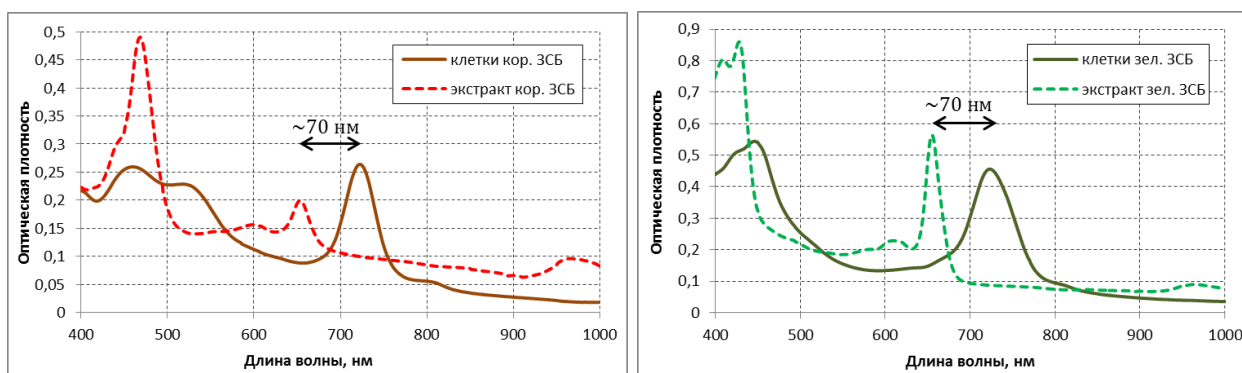 Оптическая плотность
0,5
0,45
0,4
0,35
0,3
0,25
0,2
0,15
0,1
0,05
0
клетки кор. ЗСБ
экстракт кор. ЗСБ
~70 нм
400 500 600 700 800 900 1000
Длина волны, нм
Оптическая плотность
0,9
0,8
0,7
0,6
0,5
0,4
0,3
0,2
0,1
0
клетки зел. ЗСБ
экстракт зел. ЗСБ
~70 нм
400 500 600 700 800 900 1000
Длина волны, нм